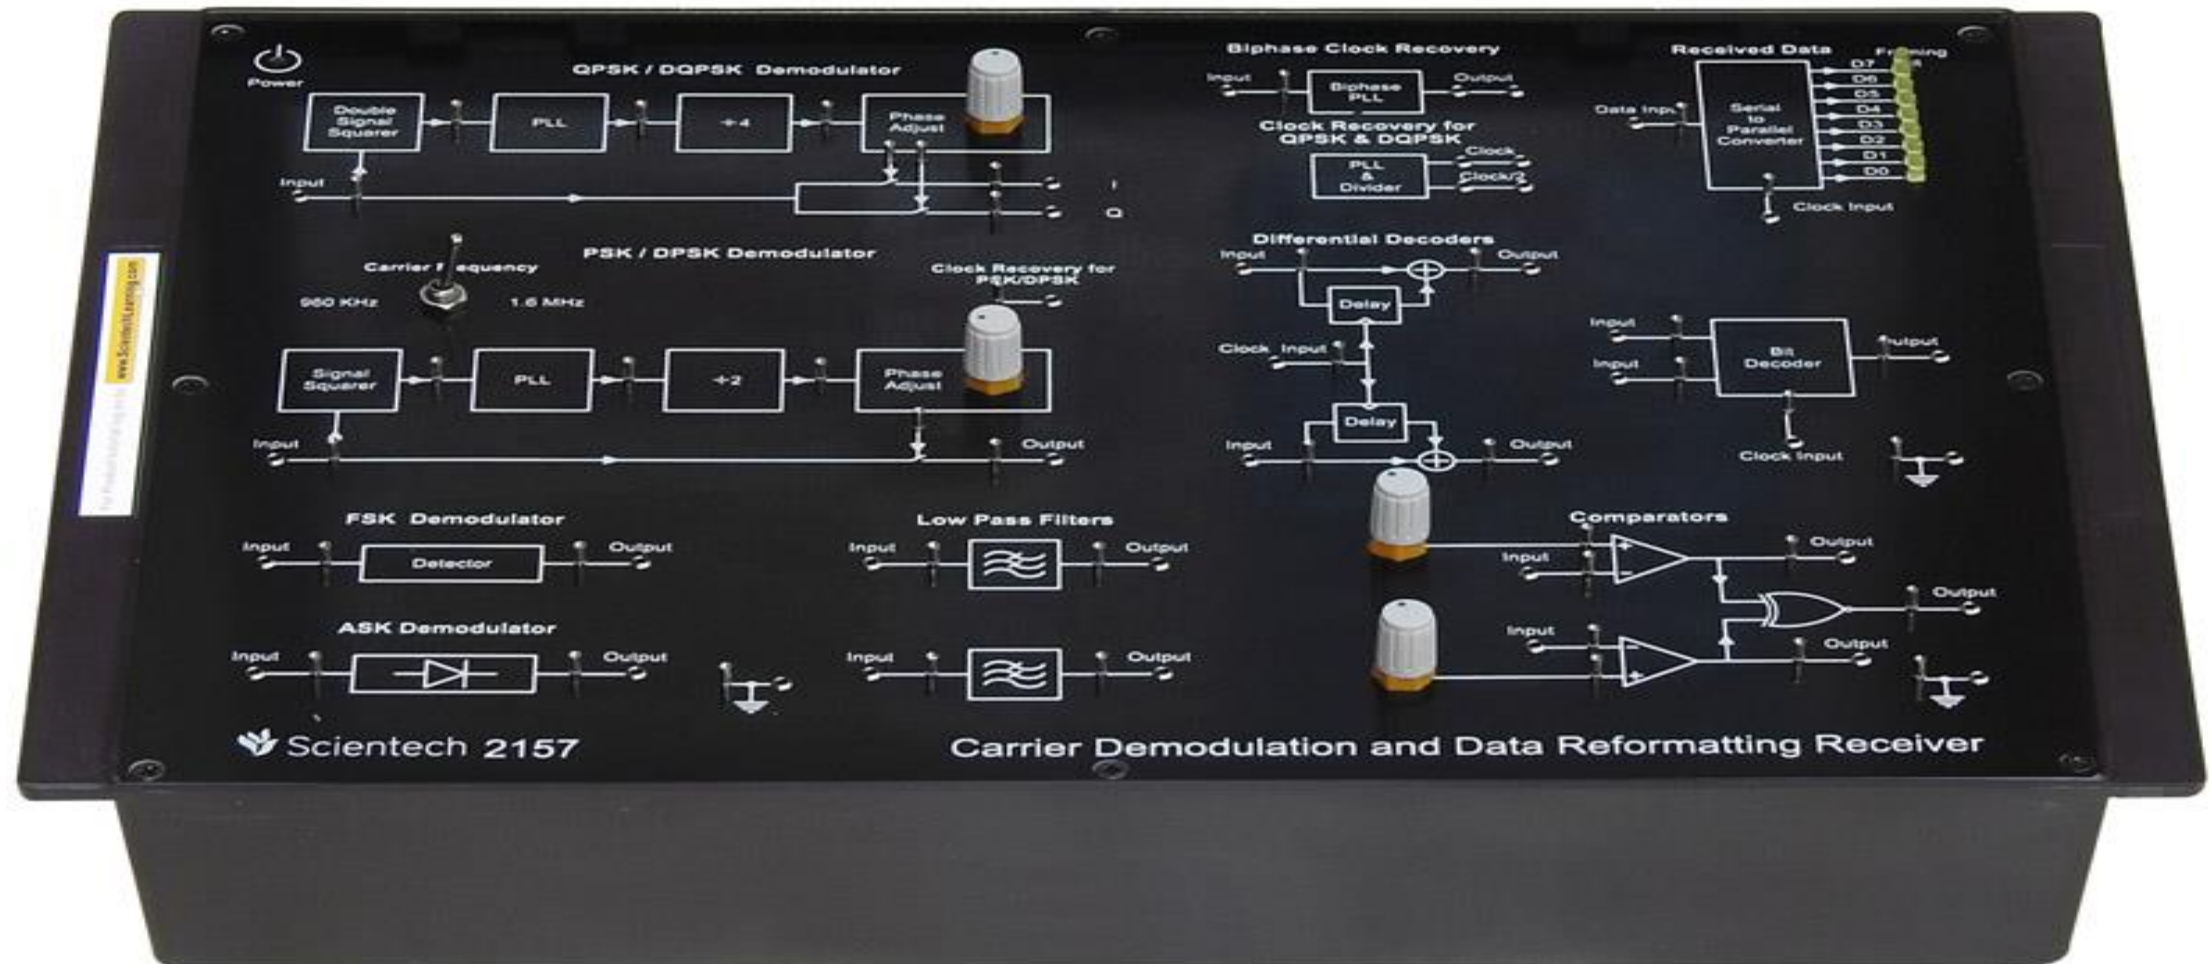 Power
QPSK / DQPSK Demodulator
Double
Signal
Squarer
PLL
÷4
Phase
Adjust
Input
I
Q
Carrier Frequency
960 KHz
1.6 MHz
PSK / DPSK Demodulator
Clock Recovery for
PSK/DPSK
Signal
Squarer
PLL
÷2
Phase
Adjust
Input
Output
FSK Demodulator
Input
Detector
Output
ASK Demodulator
Input
Output
Low Pass Filters
Input
Output
Input
Output
Biphase Clock Recovery
Input
Biphase
PLL
Output
Clock Recovery for
QPSK & DQPSK
PLL
&
Divider
Clock
Clock/2
Received Data
Data Input
Serial
to
Parallel
Converter
D7
D6
D5
D4
D3
D2
D1
D0
Clock Input
Differential Decoders
Input
Output
Delay
Clock Input
Delay
Input
Output
Input
Input
Bit
Decoder
Output
Clock Input
Comparators
Input
Output
Output
Input
Output
Scientech 2157
Carrier Demodulation and Data Reformatting Receiver
www.ScientechLearning.com